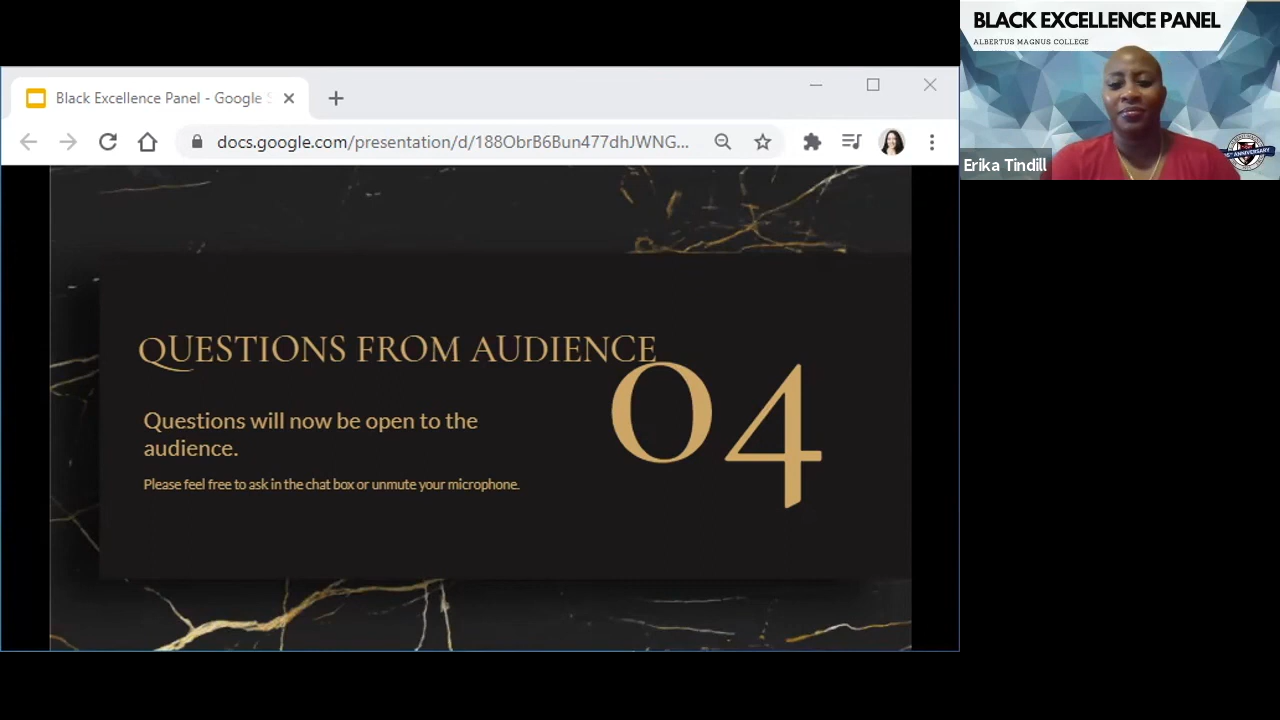 BLACK EXCELLENCE PANEL
ALBERTUS MAGNUS COLLEGE
Black Excellence Panel - Google S
docs.google.com/presentation/d/188ObrB6Bun477dhJWNG...
Erika Tindill
ANNIVERSARY
QUESTIONS FROM AUDIENCE
04
Questions will now be open to the
audience.
Please feel free to ask in the chat box or unmute your microphone.